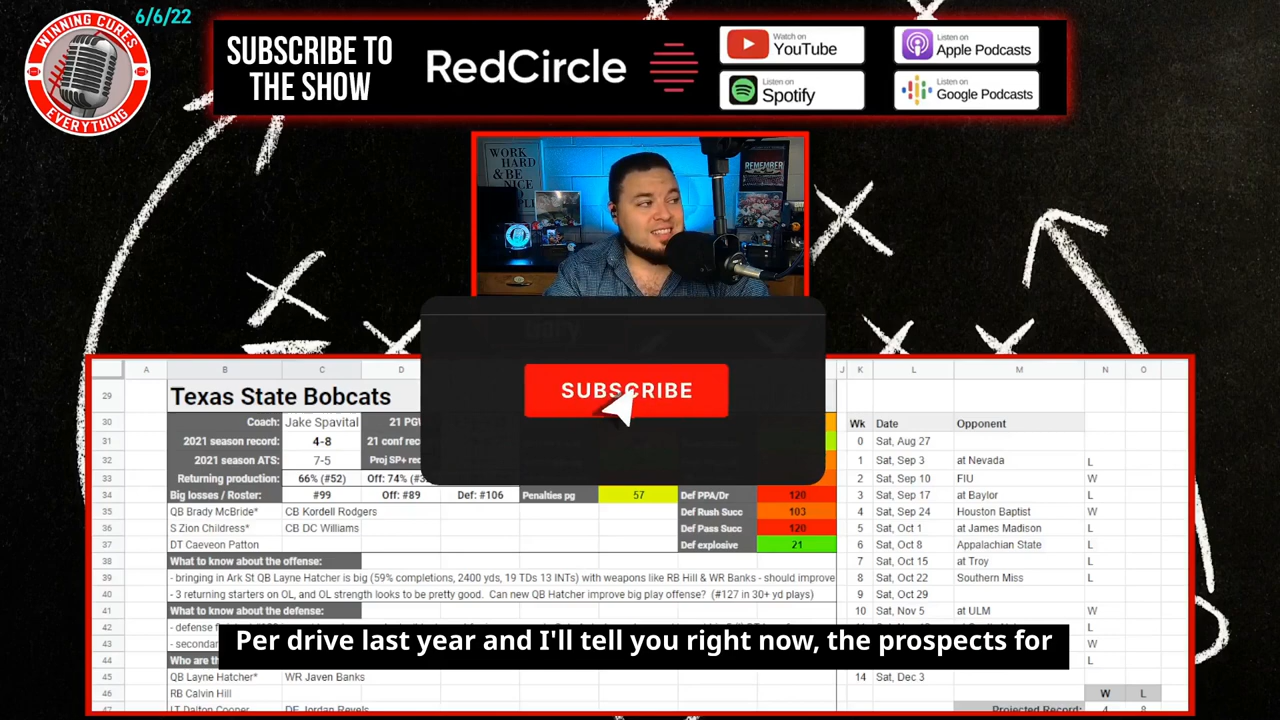 6/6/22
WINNING CURES
EVERYTHING
SUBSCRIBE TO
THE SHOW
RedCircle
Watch on
YouTube
Listen on
Spotify
Listen on
Apple Podcasts
Listen on
Google Podcasts
WORK
HARD
& BE
NICE
REMEMBER
SUBSCRIBE
A B C D J K L M N O
29 Texas State Bobcats
30 Coach: Jake Spavital Wk Date Opponent
31 2021 season record: 4-8 21 conf rec 0 Sat, Aug 27
32 2021 season ATS: 7-5 1 Sat, Sep 3 at Nevada L
33 Returning production: 66% (#52) 2 Sat, Sep 10 FIU W
34 Big losses / Roster: #99 Off: #89 Def: #106 Penalties pg 57 Def PPA/Dr 120 3 Sat, Sep 17 at Baylor L
35 QB Brady McBride* CB Kordell Rodgers Def Rush Succ 103 4 Sat, Sep 24 Houston Baptist W
36 S Zion Childress* CB DC Williams Def Pass Succ 120 5 Sat, Oct 1 at James Madison L
37 DT Caeveon Patton Def explosive 21 6 Sat, Oct 8 Appalachian State L
38 What to know about the offense: 7 Sat, Oct 15 at Troy L
39 - bringing in Ark St QB Layne Hatcher is big (59% completions, 2400 yds, 19 TDs 13 INTs) with weapons like RB Hill & WR Banks - should improve 8 Sat, Oct 22 Southern Miss L
40 - 3 returning starters on OL, and OL strength looks to be pretty good. Can new QB Hatcher improve big play offense? (#127 in 30+ yd plays) 9 Sat, Oct 29
41 What to know about the defense: 10 Sat, Nov 5 at ULM W
42 W
43 W
44 L
Per drive last year and I'll tell you right now, the prospects for
45 QB Layne Hatcher* WR Javen Banks 14 Sat, Dec 3
46 RB Calvin Hill W L
47 LT Dalton Cooper DE Jordan Revels Projected Record: 4 8